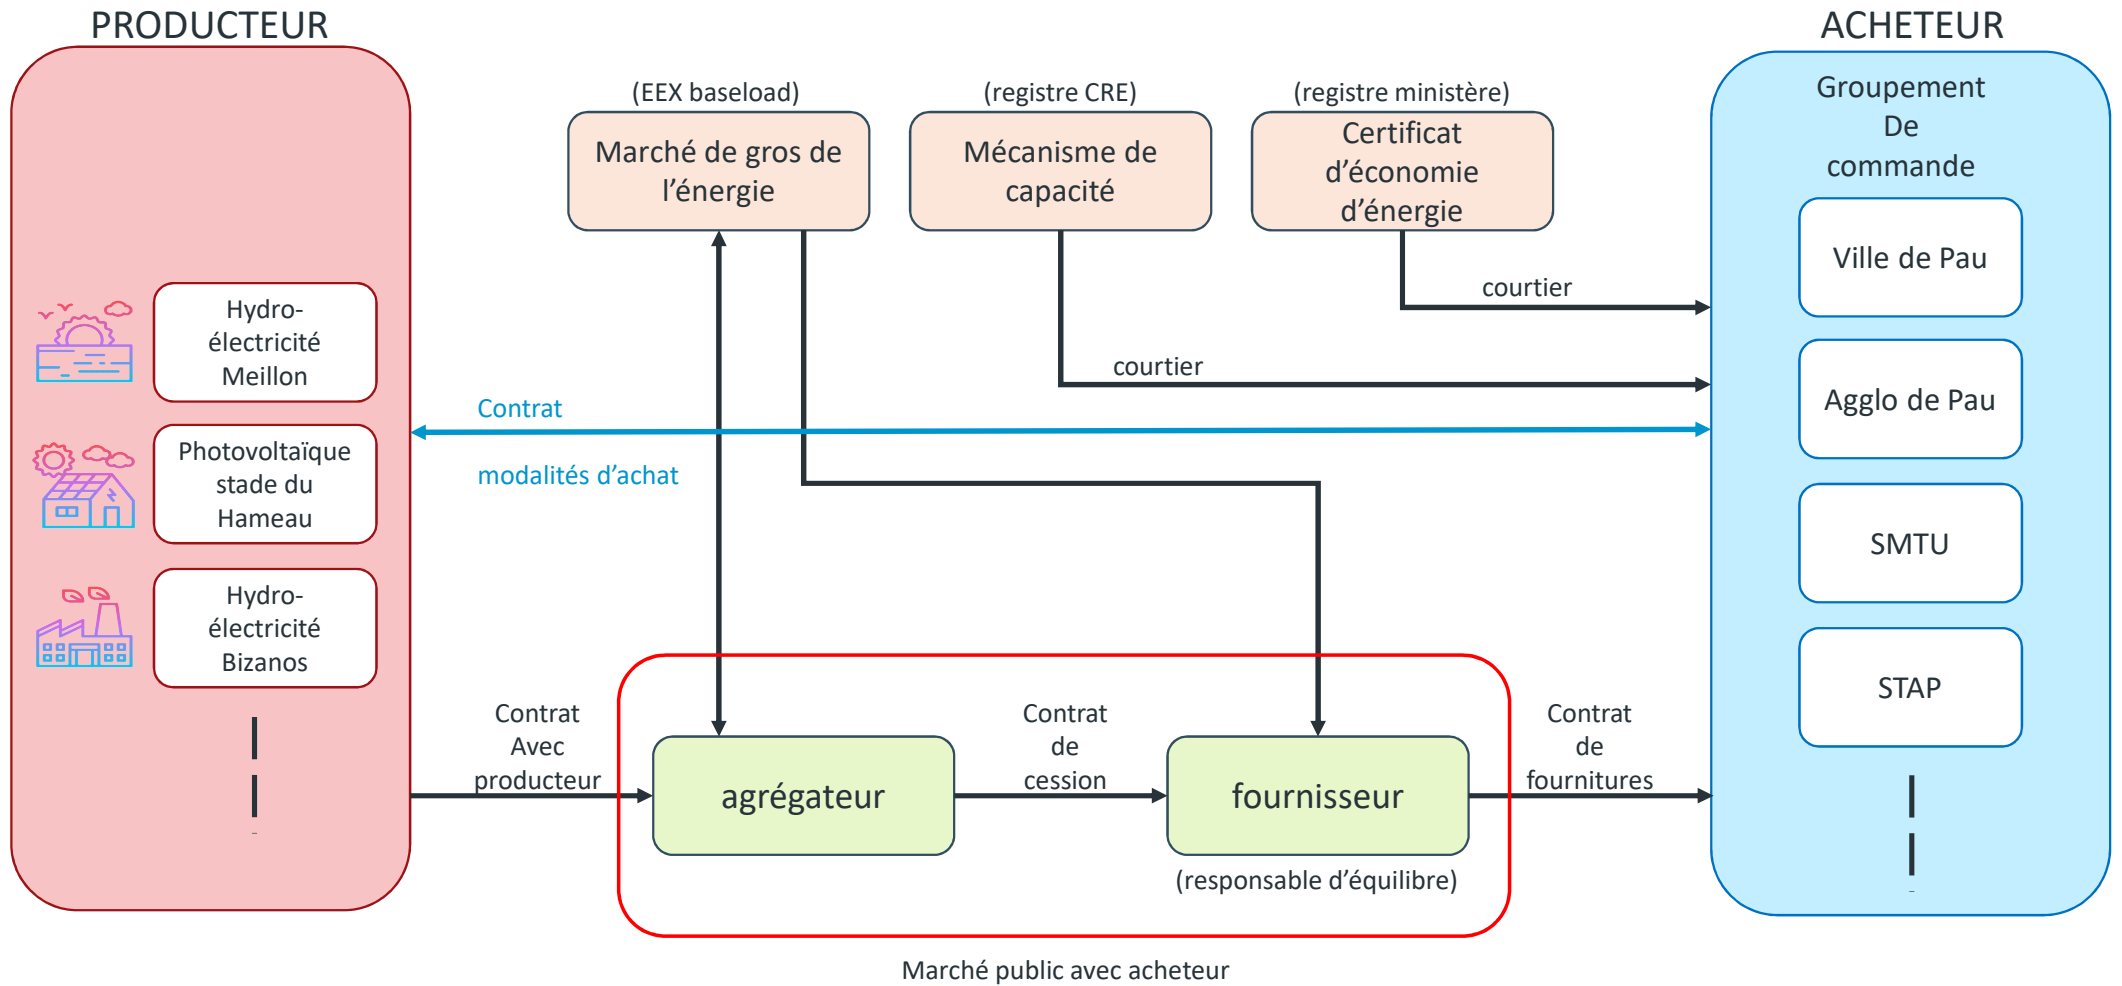 PRODUCTEUR
ACHETEUR
Hydro-
électricité
Meillon
Photovoltaïque
stade du
Hameau
Hydro-
électricité
Bizanos
(EEX baseload)
Marché de gros de
l’énergie
(registre CRE)
Mécanisme de
capacité
(registre ministère)
Certificat
d’économie
d’énergie
courtier
courtier
Contrat
modalités d’achat
Contrat
Avec
producteur
agrégateur
Contrat
de
cession
fournisseur
(responsable d’équilibre)
Contrat
de
fournitures
Marché public avec acheteur
Groupement
De
commande
Ville de Pau
Agglo de Pau
SMTU
STAP